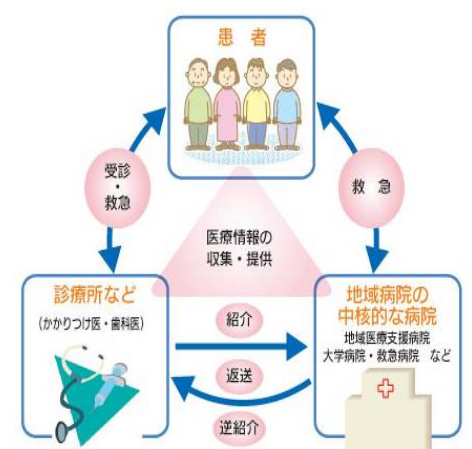 患者
受診
・
救急
救急
医療情報の
収集・提供
診療所など
(かかりつけ医・歯科医)
地域病院の
中核的な病院
地域医療支援病院
大学病院・救急病院 など
紹介
返送
逆紹介